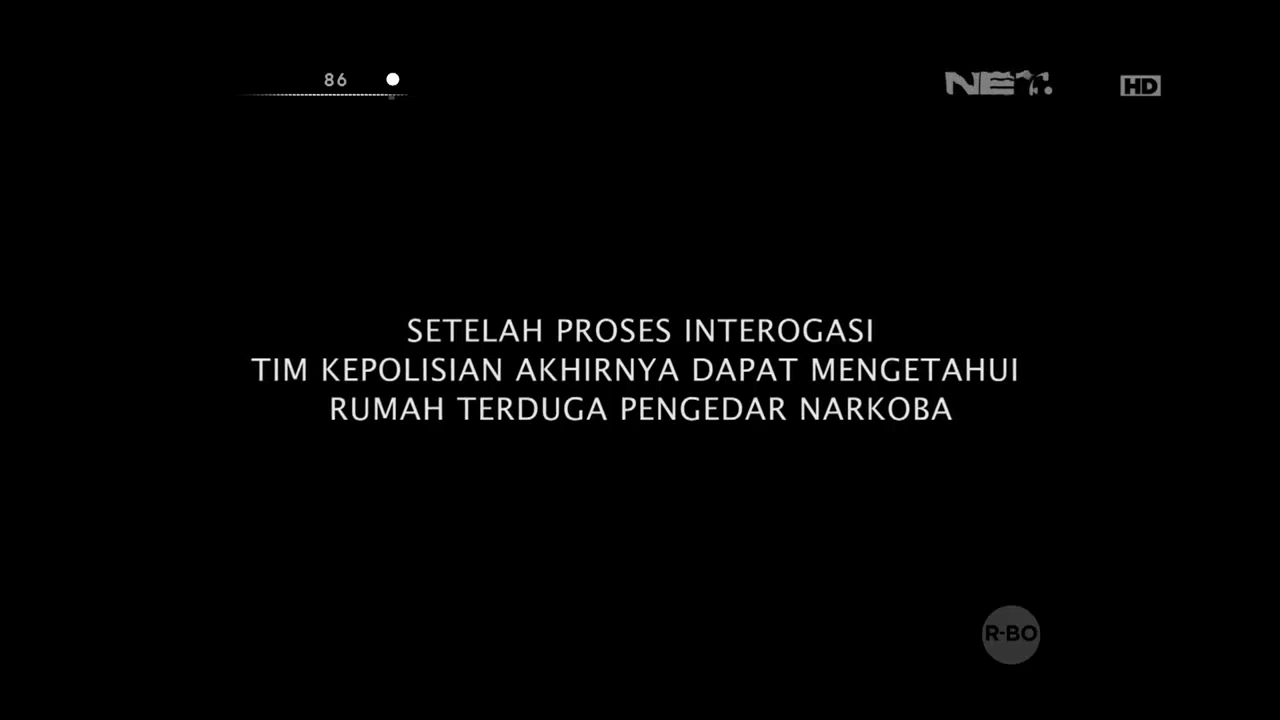 86
NET.
HD
SETELAH PROSES INTEROGASI
TIM KEPOLISIAN AKHIRNYA DAPAT MENGETAHUI
RUMAH TERDUGA PENGEDAR NARKOBA
R-BO